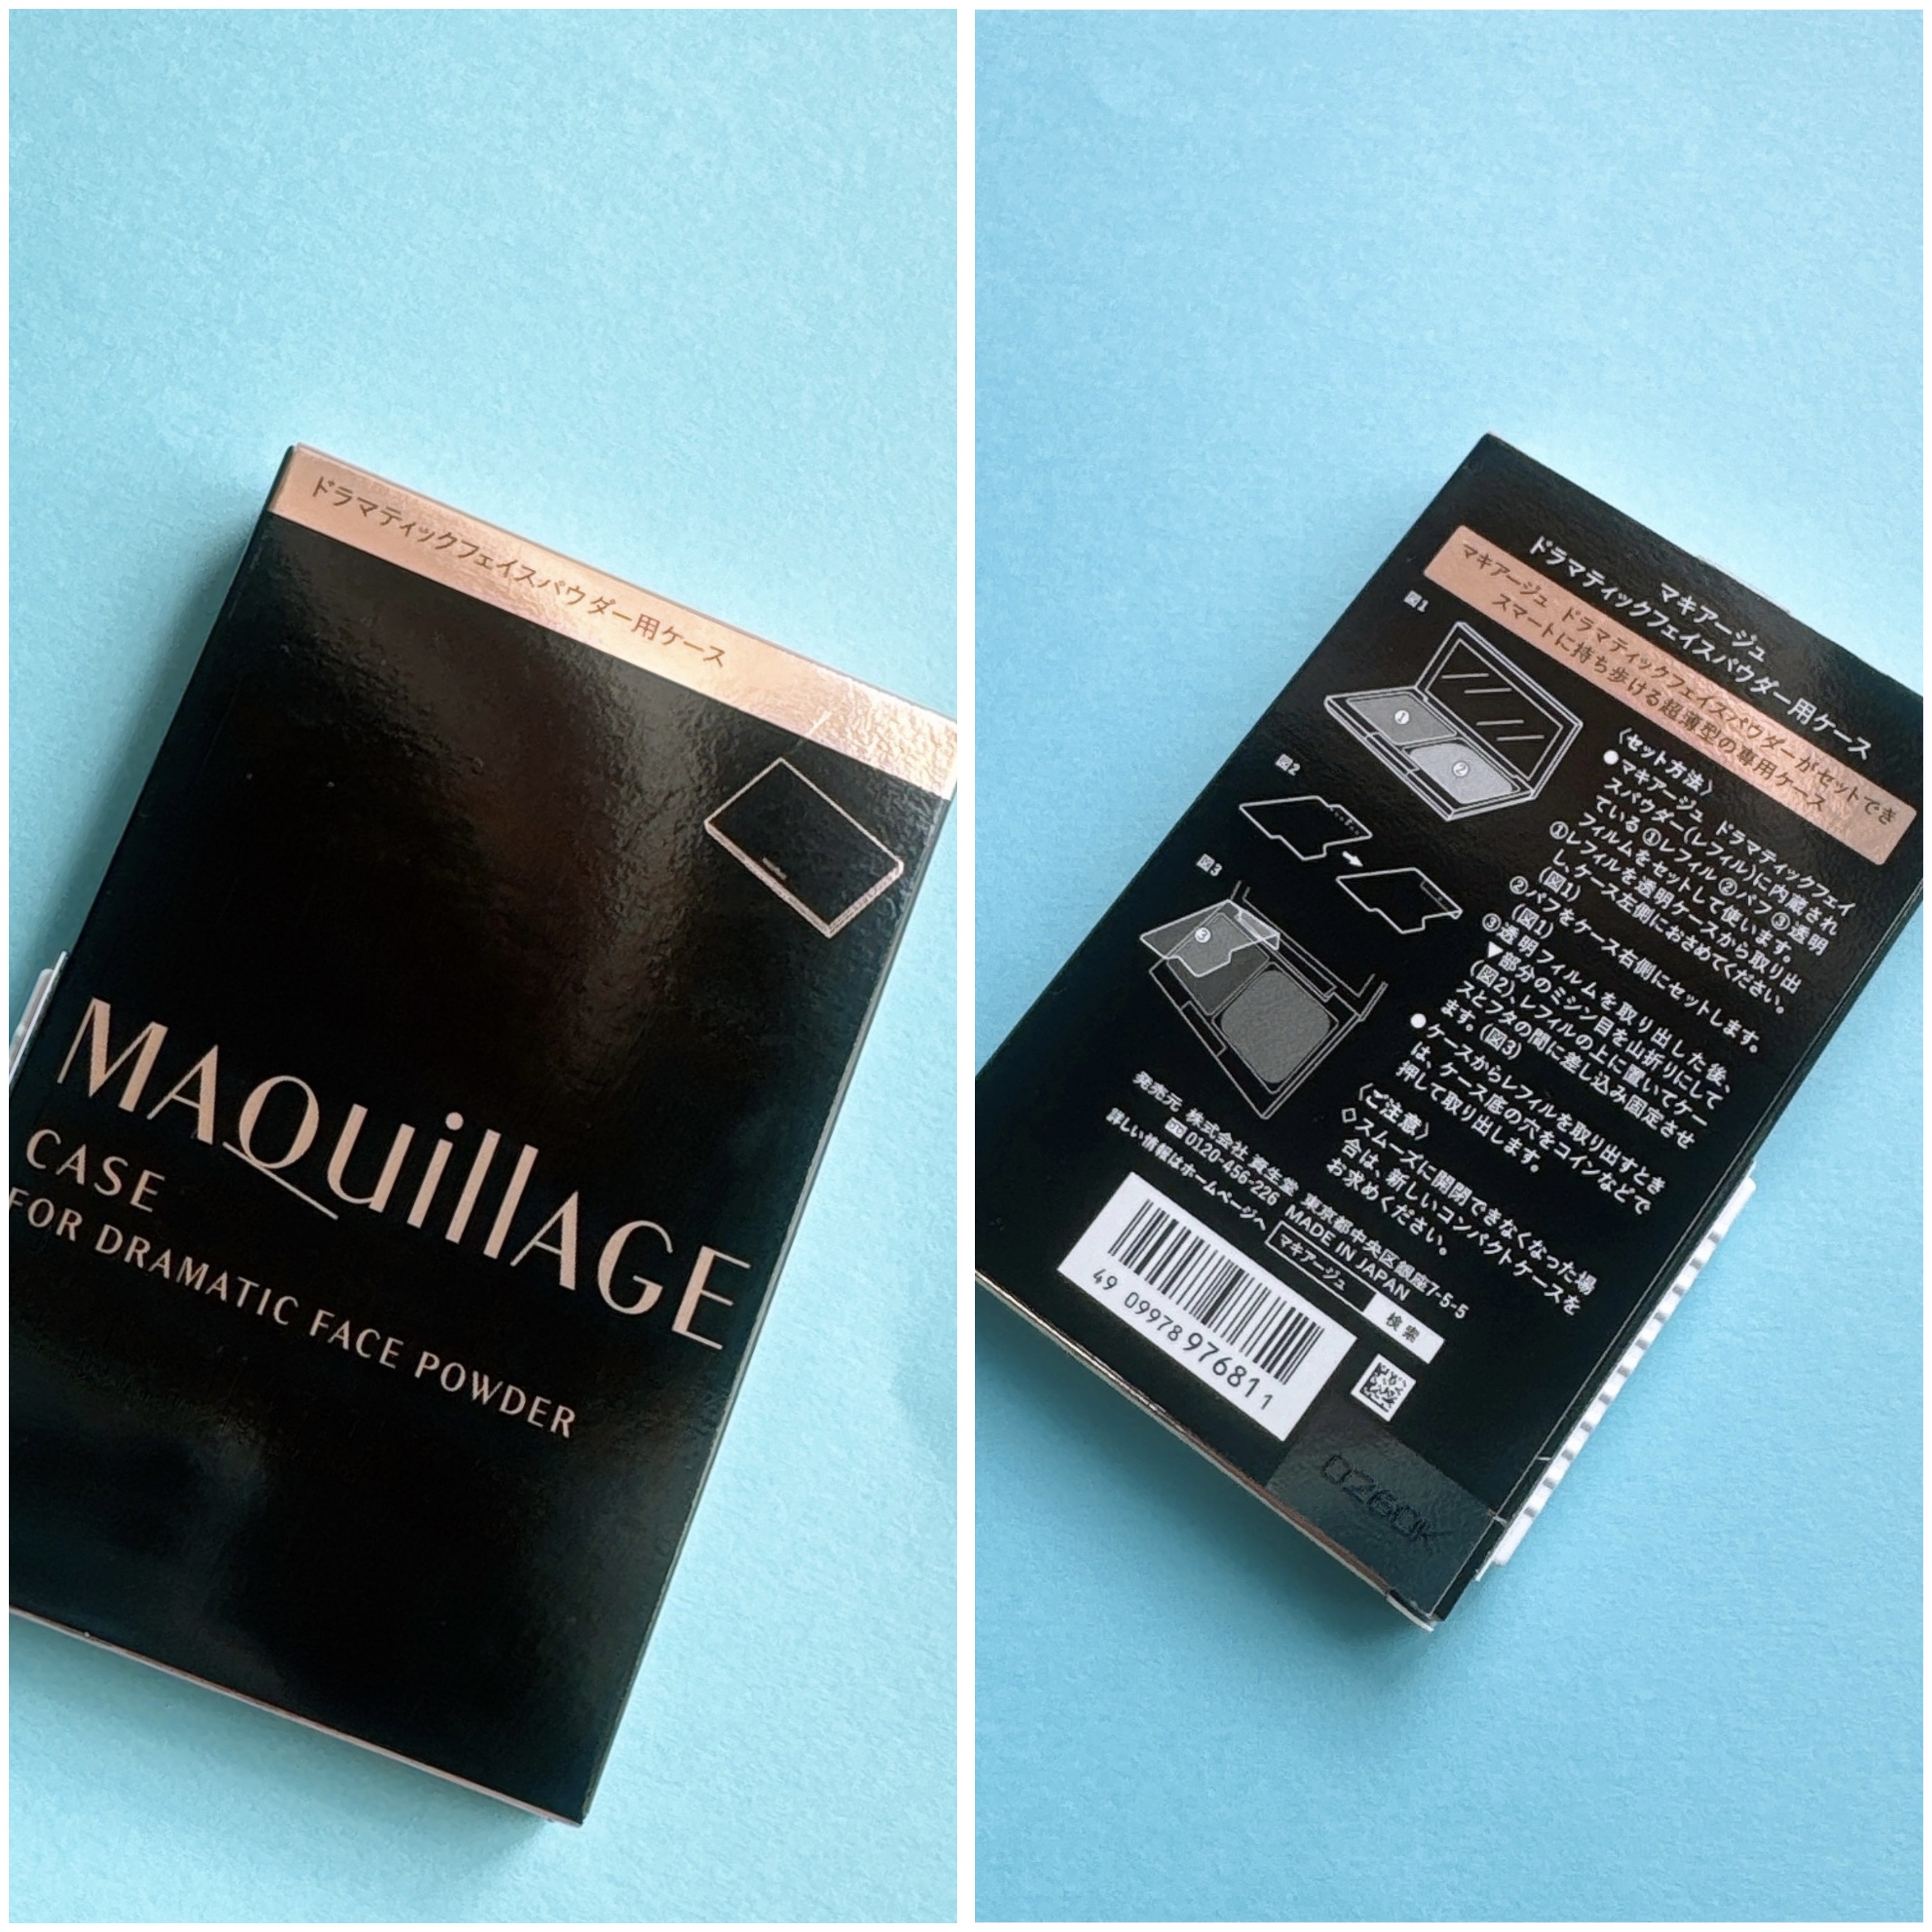 ドラマティックフェイスパウダー用ケース
MAQuillAGE
CASE
FOR DRAMATIC FACE POWDER
マキアージュ
ドラマティックフェイスパウダー用ケース
マキアージュ ドラマティックフェイスパウダーがセットでき
スマートに持ち歩ける超薄型の専用ケース
図1
①
②
図2
図3
③
〈セット方法〉
●マキアージュ ドラマティックフェイ
スパウダー(レフィル)に内蔵され
ている①レフィル②パフ③透明
フィルムをセットして使います。
①レフィルを透明ケースから取り出
し、ケース左側におさめてください。
(図1)
②パフをケース右側にセットします。
(図1)
③透明フィルムを取り出した後、
▼部分のミシン目を山折りにして
(図2)、レフィルの上に置いてケー
スとフタの間に差し込み固定させ
ます。(図3)
●ケースからレフィルを取り出すとき
は、ケース底の穴をコインなどで
押して取り出します。
〈ご注意〉
◇スムーズに開閉できなくなった場
合は、新しいコンパクトケースを
お求めください。
発売元 株式会社 資生堂 東京都中央区銀座7-5-5
0120-456-226 MADE IN JAPAN
詳しい情報はホームページへ マキアージュ 検索
49 09978 976811
0260K